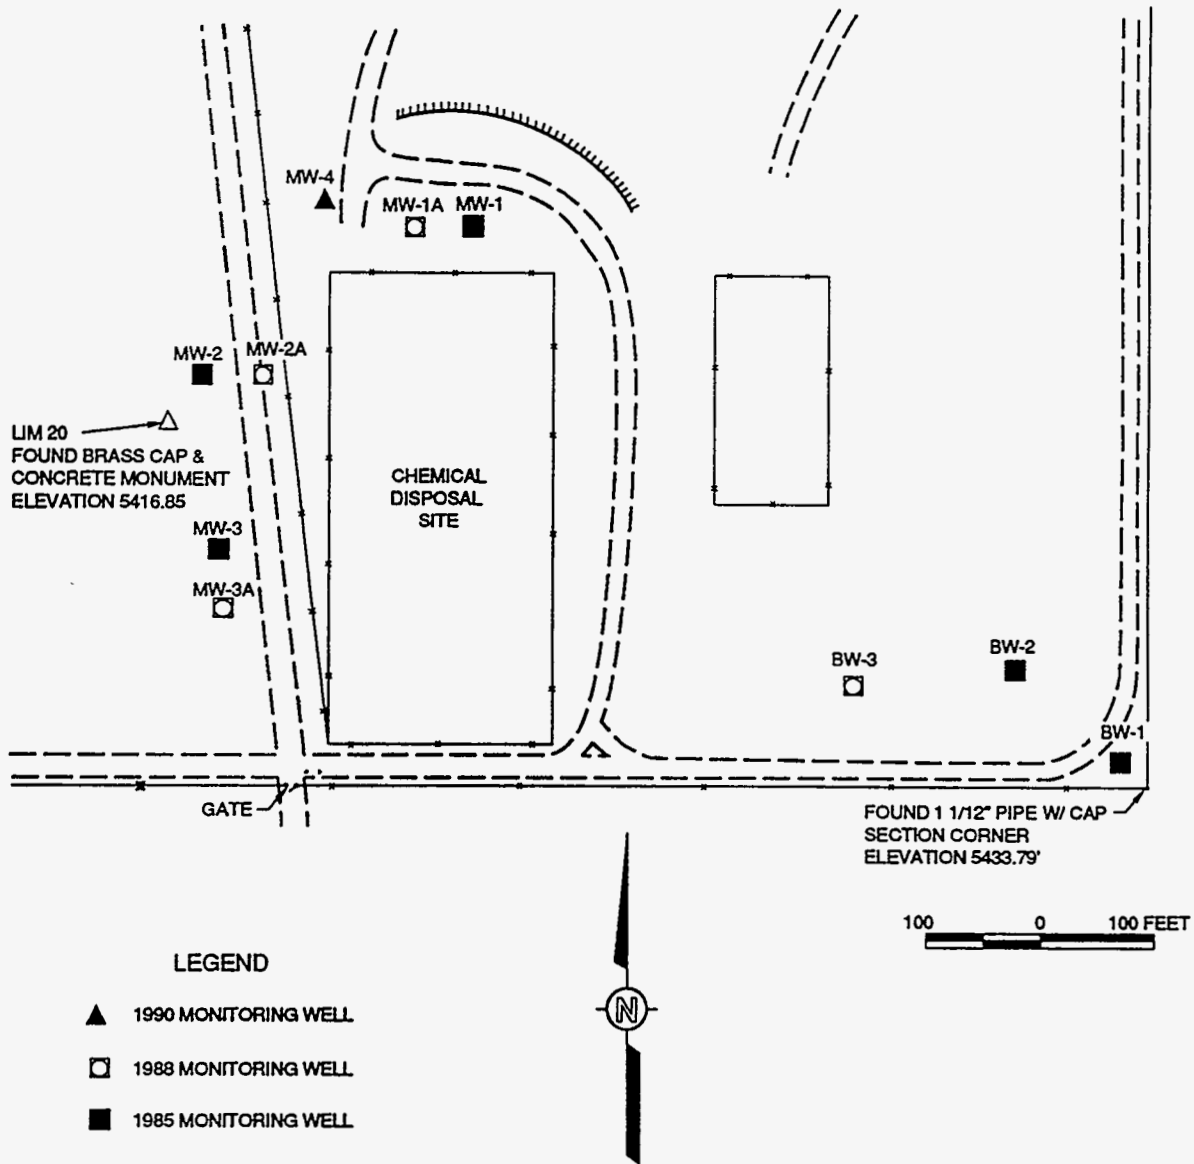 MW-4
MW-1A
MW-1
MW-2
MW-2A
LIM 20
FOUND BRASS CAP &
CONCRETE MONUMENT
ELEVATION 5416.85
CHEMICAL
DISPOSAL
SITE
MW-3
MW-3A
BW-3
BW-2
BW-1
GATE
FOUND 1 1/12" PIPE W/ CAP
SECTION CORNER
ELEVATION 5433.79'
100 0 100 FEET
LEGEND
1990 MONITORING WELL
1988 MONITORING WELL
1985 MONITORING WELL
N